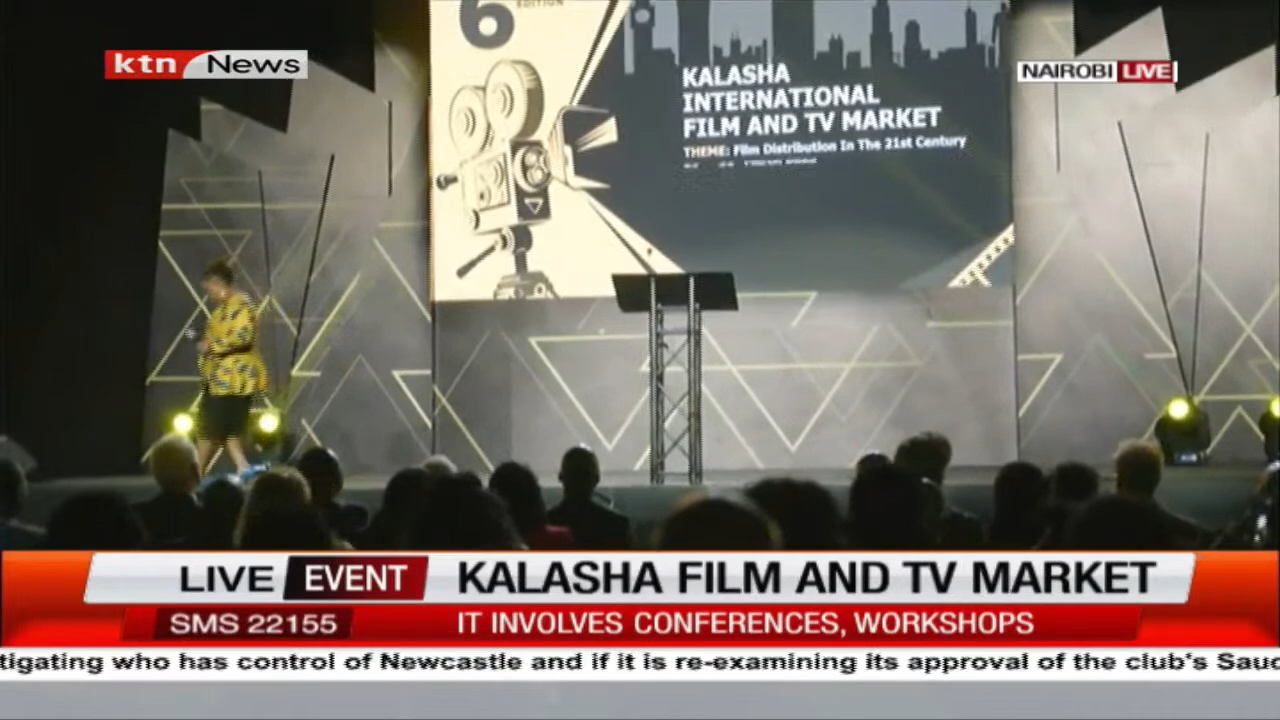 6
EDITION
ktn News
NAIROBI LIVE
KALASHA
INTERNATIONAL
FILM AND TV MARKET
THEME: Film Distribution In The 21st Century
LIVE EVENT
KALASHA FILM AND TV MARKET
SMS 22155
IT INVOLVES CONFERENCES, WORKSHOPS
tigating who has control of Newcastle and if it is re-examining its approval of the club's Sauc